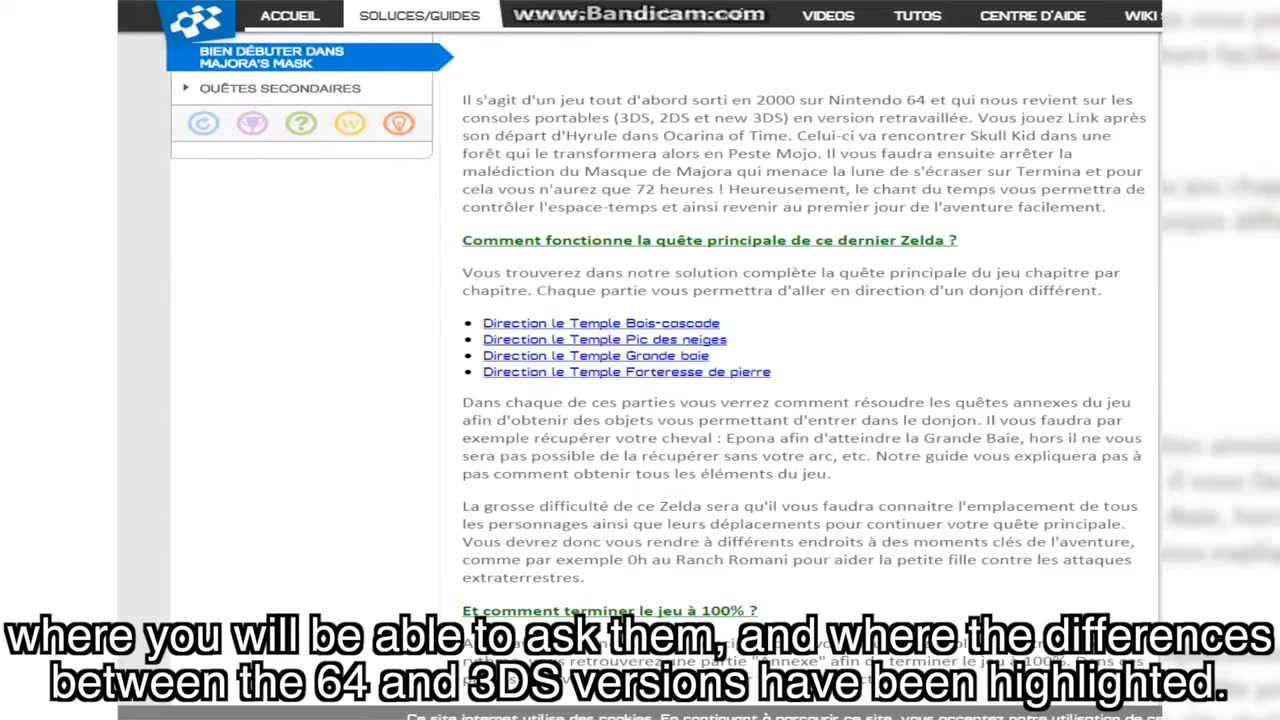 www.Bandicam.com
ACCUEIL SOLUCES/GUIDES VIDEOS TUTOS CENTRE D'AIDE WIKI
BIEN DÉBUTER DANS
MAJORA'S MASK
QUÊTES SECONDAIRES
Il s'agit d'un jeu tout d'abord sorti en 2000 sur Nintendo 64 et qui nous revient sur les
consoles portables (3DS, 2DS et new 3DS) en version retravaillée. Vous jouez Link après
son départ d'Hyrule dans Ocarina of Time. Celui-ci va rencontrer Skull Kid dans une
forêt qui le transformera alors en Peste Mojo. Il vous faudra ensuite arrêter la
malédiction du Masque de Majora qui menace la lune de s'écraser sur Termina et pour
cela vous n'aurez que 72 heures ! Heureusement, le chant du temps vous permettra de
contrôler l'espace-temps et ainsi revenir au premier jour de l'aventure facilement.
Comment fonctionne la quête principale de ce dernier Zelda ?
Vous trouverez dans notre solution complète la quête principale du jeu chapitre par
chapitre. Chaque partie vous permettra d'aller en direction d'un donjon différent.
• Direction le Temple Bois-cascade
• Direction le Temple Pic des neiges
• Direction le Temple Grande baie
• Direction le Temple Forteresse de pierre
Dans chaque de ces parties vous verrez comment résoudre les quêtes annexes du jeu
afin d'obtenir des objets vous permettant d'entrer dans le donjon. Il vous faudra par
exemple récupérer votre cheval : Epona afin d'atteindre la Grande Baie, hors il ne vous
sera pas possible de la récupérer sans votre arc, etc. Notre guide vous expliquera pas à
pas comment obtenir tous les éléments du jeu.
La grosse difficulté de ce Zelda sera qu'il vous faudra connaitre l'emplacement de tous
les personnages ainsi que leurs déplacements pour continuer votre quête principale.
Vous devrez donc vous rendre à différents endroits à des moments clés de l'aventure,
comme par exemple 0h au Ranch Romani pour aider la petite fille contre les attaques
extraterrestres.
Et comment terminer le jeu à 100% ?
where you will be able to ask them, and where the differences
between the 64 and 3DS versions have been highlighted.
Ce site internet utilise des cookies. En continuant à parcourir ce site, vous acceptez notre utilisation de